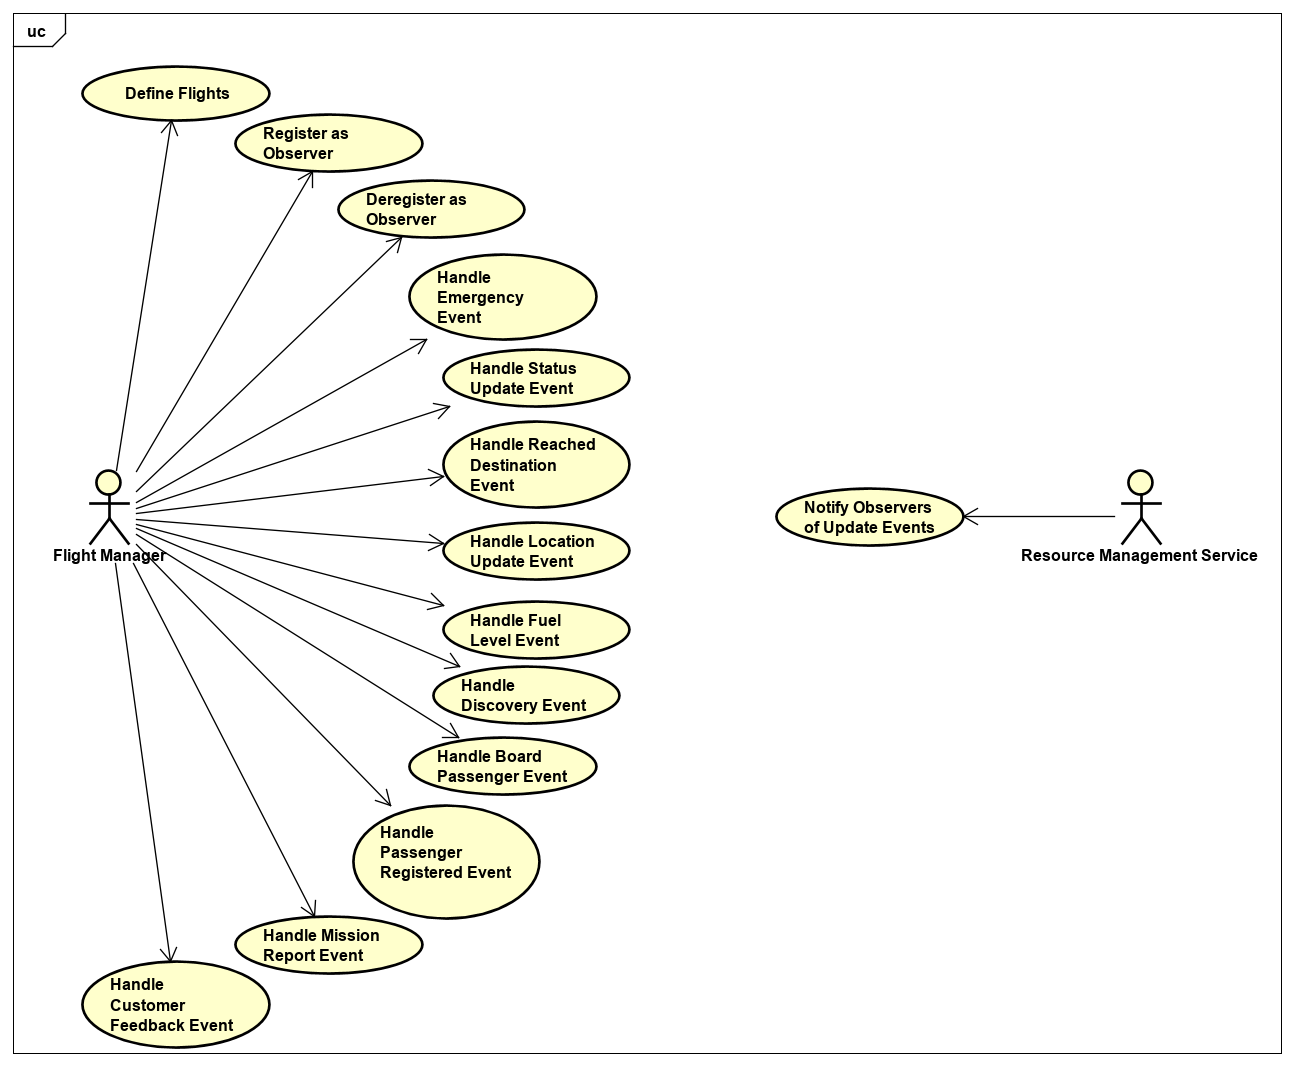 uc
Define Flights
Register as
Observer
Deregister as
Observer
Handle
Emergency
Event
Handle Status
Update Event
Handle Reached
Destination
Event
Handle Location
Update Event
Handle Fuel
Level Event
Handle
Discovery Event
Handle Board
Passenger Event
Handle
Passenger
Registered Event
Handle Mission
Report Event
Handle
Customer
Feedback Event
Flight Manager
Notify Observers
of Update Events
Resource Management Service